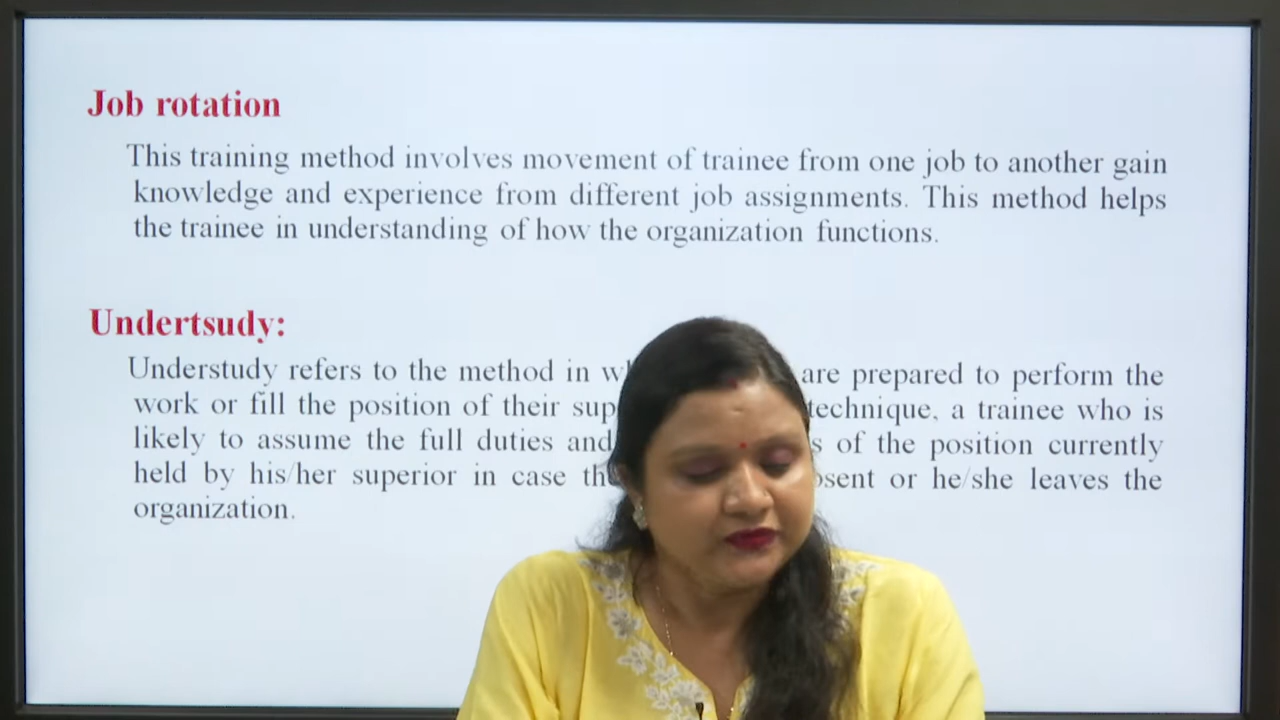 Job rotation
This training method involves movement of trainee from one job to another gain
knowledge and experience from different job assignments. This method helps
the trainee in understanding of how the organization functions.
Undertsudy:
Understudy refers to the method in are prepared to perform the
work or fill the position of their technique, a trainee who is
likely to assume the full duties and of the position currently
held by his/her superior in case or he/she leaves the
organization.